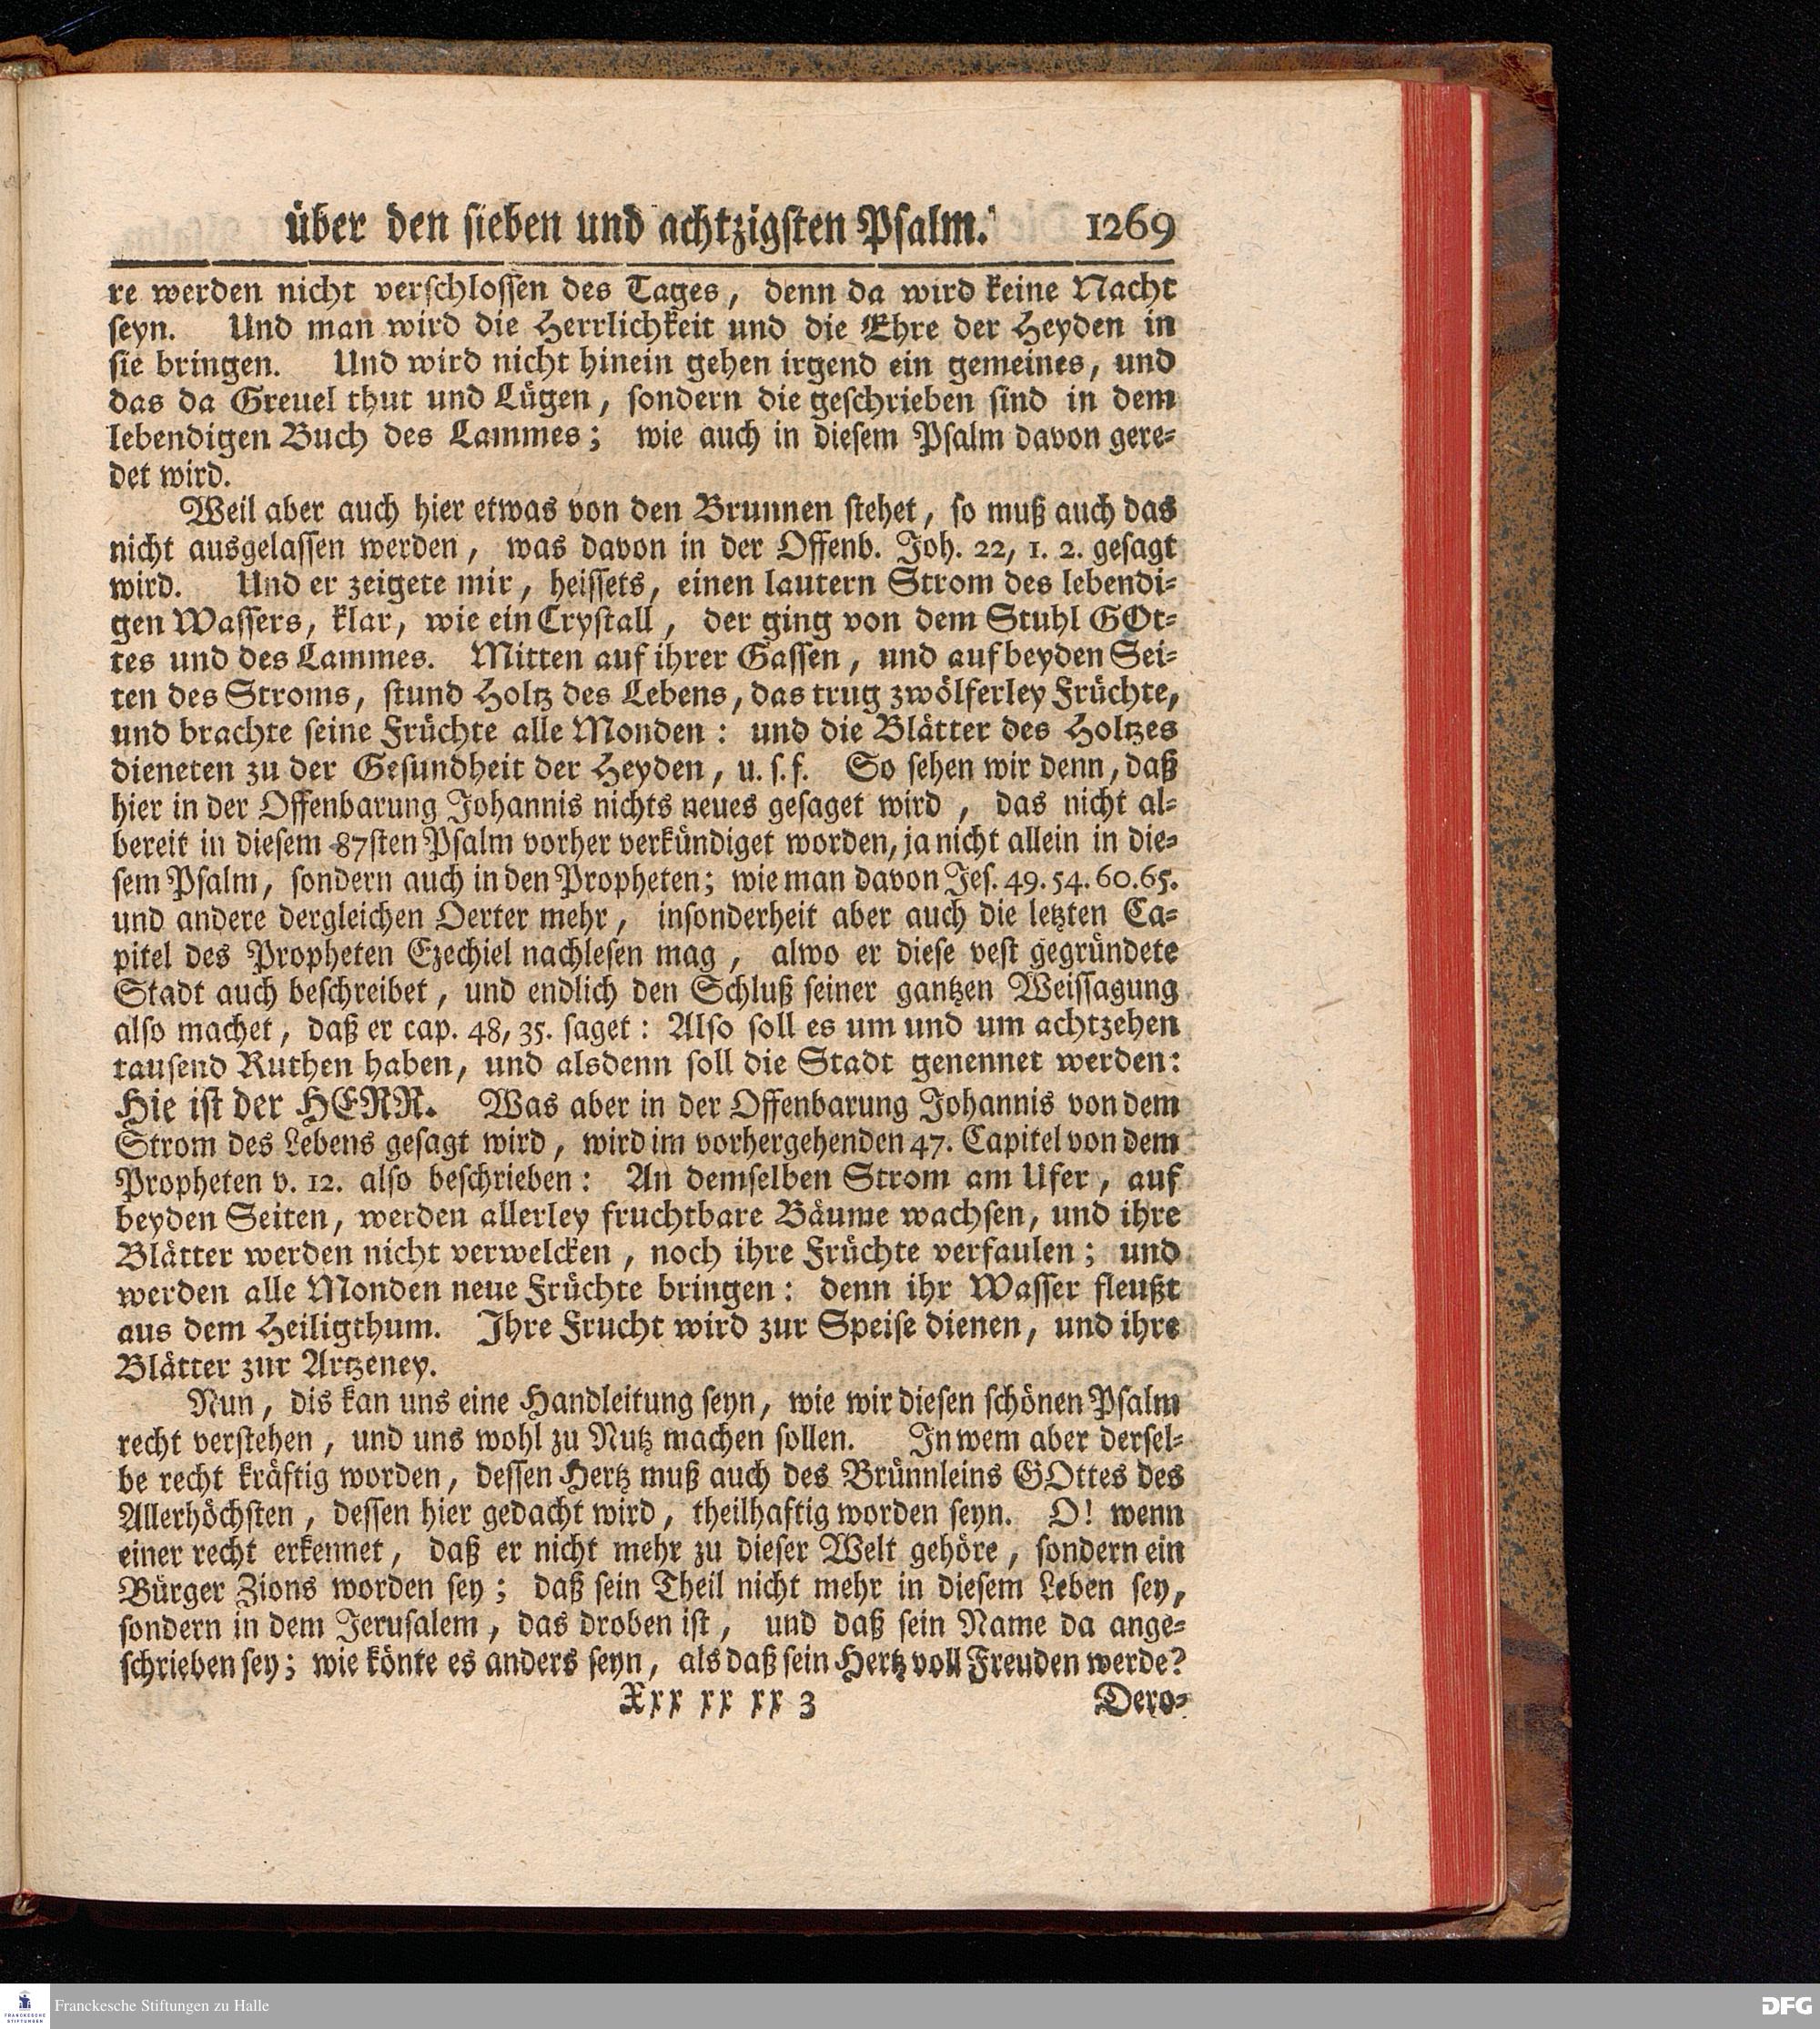 über den sieben und achtzigsten Psalm. 1269
re werden nicht verschlossen des Tages, denn da wird keine Nacht
seyn. Und man wird die Herrlichkeit und die Ehre der Heyden in
sie bringen. Und wird nicht hinein gehen irgend ein gemeines, und
das da Greuel thut und Lügen, sondern die geschrieben sind in dem
lebendigen Buch des Lammes; wie auch in diesem Psalm davon gere-
det wird.
Weil aber auch hier etwas von den Brunnen stehet, so muß auch das
nicht ausgelassen werden, was davon in der Offenb. Joh. 22, 1. 2. gesagt
wird. Und er zeigete mir, heissets, einen lautern Strom des lebendi-
gen Wassers, klar, wie ein Crystall, der ging von dem Stuhl GOt-
tes und des Lammes. Mitten auf ihrer Gassen, und auf beyden Sei-
ten des Stroms, stund Holtz des Lebens, das trug zwölferley Früchte,
und brachte seine Früchte alle Monden: und die Blätter des Holtzes
dieneten zu der Gesundheit der Heyden, u. s. f. So sehen wir denn, daß
hier in der Offenbarung Johannis nichts neues gesaget wird, das nicht al-
bereit in diesem 87sten Psalm vorher verkündiget worden, ja nicht allein in die-
sem Psalm, sondern auch in den Propheten; wie man davon Jes. 49. 54. 60. 65.
und andere dergleichen Oerter mehr, insonderheit aber auch die letzten Ca-
pitel des Propheten Ezechiel nachlesen mag, alwo er diese vest gegründete
Stadt auch beschreibet, und endlich den Schluß seiner gantzen Weissagung
also machet, daß er cap. 48, 35. saget: Also soll es um und um achtzehen
tausend Ruthen haben, und alsdenn soll die Stadt genennet werden:
Hie ist der HERR. Was aber in der Offenbarung Johannis von dem
Strom des Lebens gesagt wird, wird im vorhergehenden 47. Capitel von dem
Propheten v. 12. also beschrieben: An demselben Strom am Ufer, auf
beyden Seiten, werden allerley fruchtbare Bäume wachsen, und ihre
Blätter werden nicht verwelcken, noch ihre Früchte verfaulen; und
werden alle Monden neue Früchte bringen: denn ihr Wasser fleußt
aus dem Heiligthum. Ihre Frucht wird zur Speise dienen, und ihre
Blätter zur Artzeney.
Nun, dis kan uns eine Handleitung seyn, wie wir diesen schönen Psalm
recht verstehen, und uns wohl zu Nutz machen sollen. In wem aber dersel-
be recht kräftig worden, dessen Hertz muß auch des Brünnleins GOttes des
Allerhöchsten, dessen hier gedacht wird, theilhaftig worden seyn. O! wenn
einer recht erkennet, daß er nicht mehr zu dieser Welt gehöre, sondern ein
Bürger Zions worden sey; daß sein Theil nicht mehr in diesem Leben sey,
sondern in dem Jerusalem, das droben ist, und daß sein Name da ange-
schrieben sey; wie könte es anders seyn, als daß sein Hertz voll Freuden werde?
Xxx xx xx 3 Dero-
FRANCKESCHE
STIFTUNGEN
Franckesche Stiftungen zu Halle
DFG